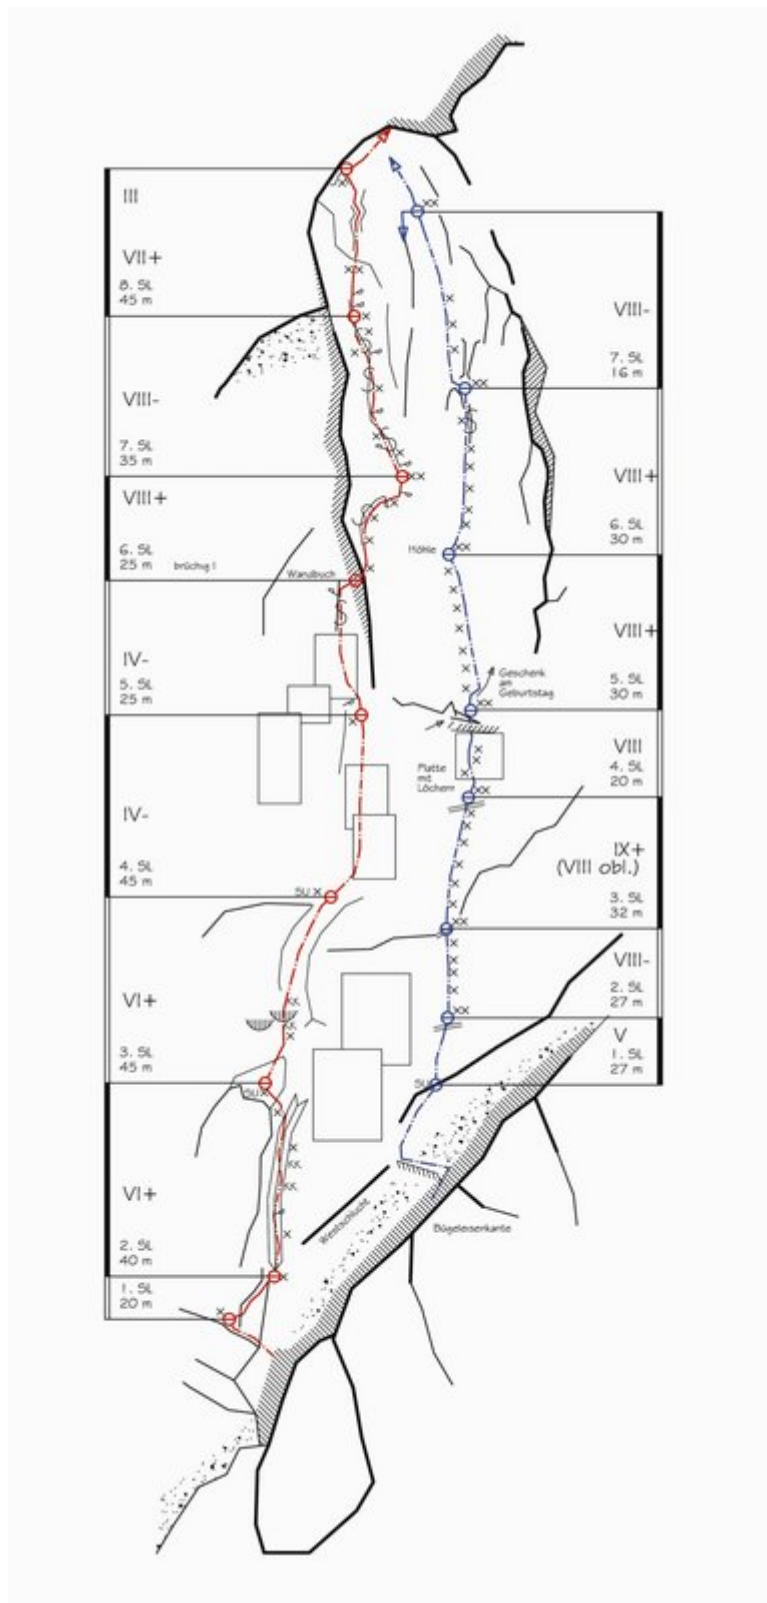 III
VII+
8. SL
45 m
VIII-
7. SL
35 m
VIII+
6. SL
25 m
brüchig!
Wandbuch
IV-
5. SL
25 m
IV-
4. SL
45 m
SU
VI+
3. SL
45 m
SU
VI+
2. SL
40 m
1. SL
20 m
VIII-
7. SL
16 m
VIII+
6. SL
30 m
Höhle
VIII+
5. SL
30 m
Geschenk
am
Geburtstag
VIII
4. SL
20 m
Platte
mit
Löchern
IX+
(VIII obl.)
3. SL
32 m
VIII-
2. SL
27 m
V
1. SL
27 m
SU
Westschlucht
Bügeleisenkante